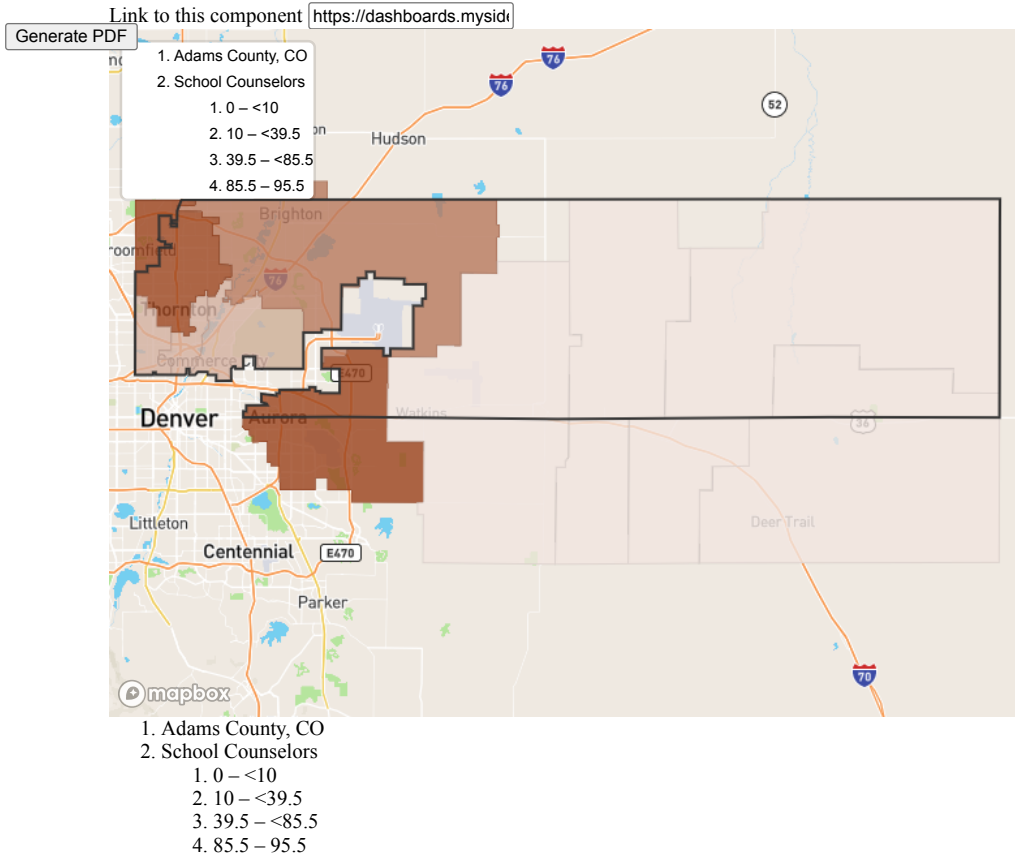 Link to this component https://dashboards.myside
Generate PDF
1. Adams County, CO
2. School Counselors
1. 0 – <10
2. 10 – <39.5
3. 39.5 – <85.5
4. 85.5 – 95.5
76
76
52
Hudson
Brighton
roomfield
76
Thornton
Commerce City
E470
Denver
Aurora
Watkins
36
Littleton
Deer Trail
Centennial
E470
Parker
70
mapbox
1. Adams County, CO
2. School Counselors
1. 0 – <10
2. 10 – <39.5
3. 39.5 – <85.5
4. 85.5 – 95.5